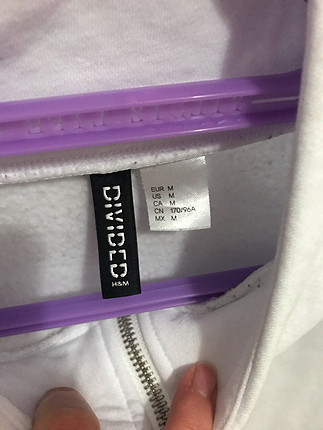 DIVIDED
H&M
EUR M
US M
CA M
CN 170/96A
MX M